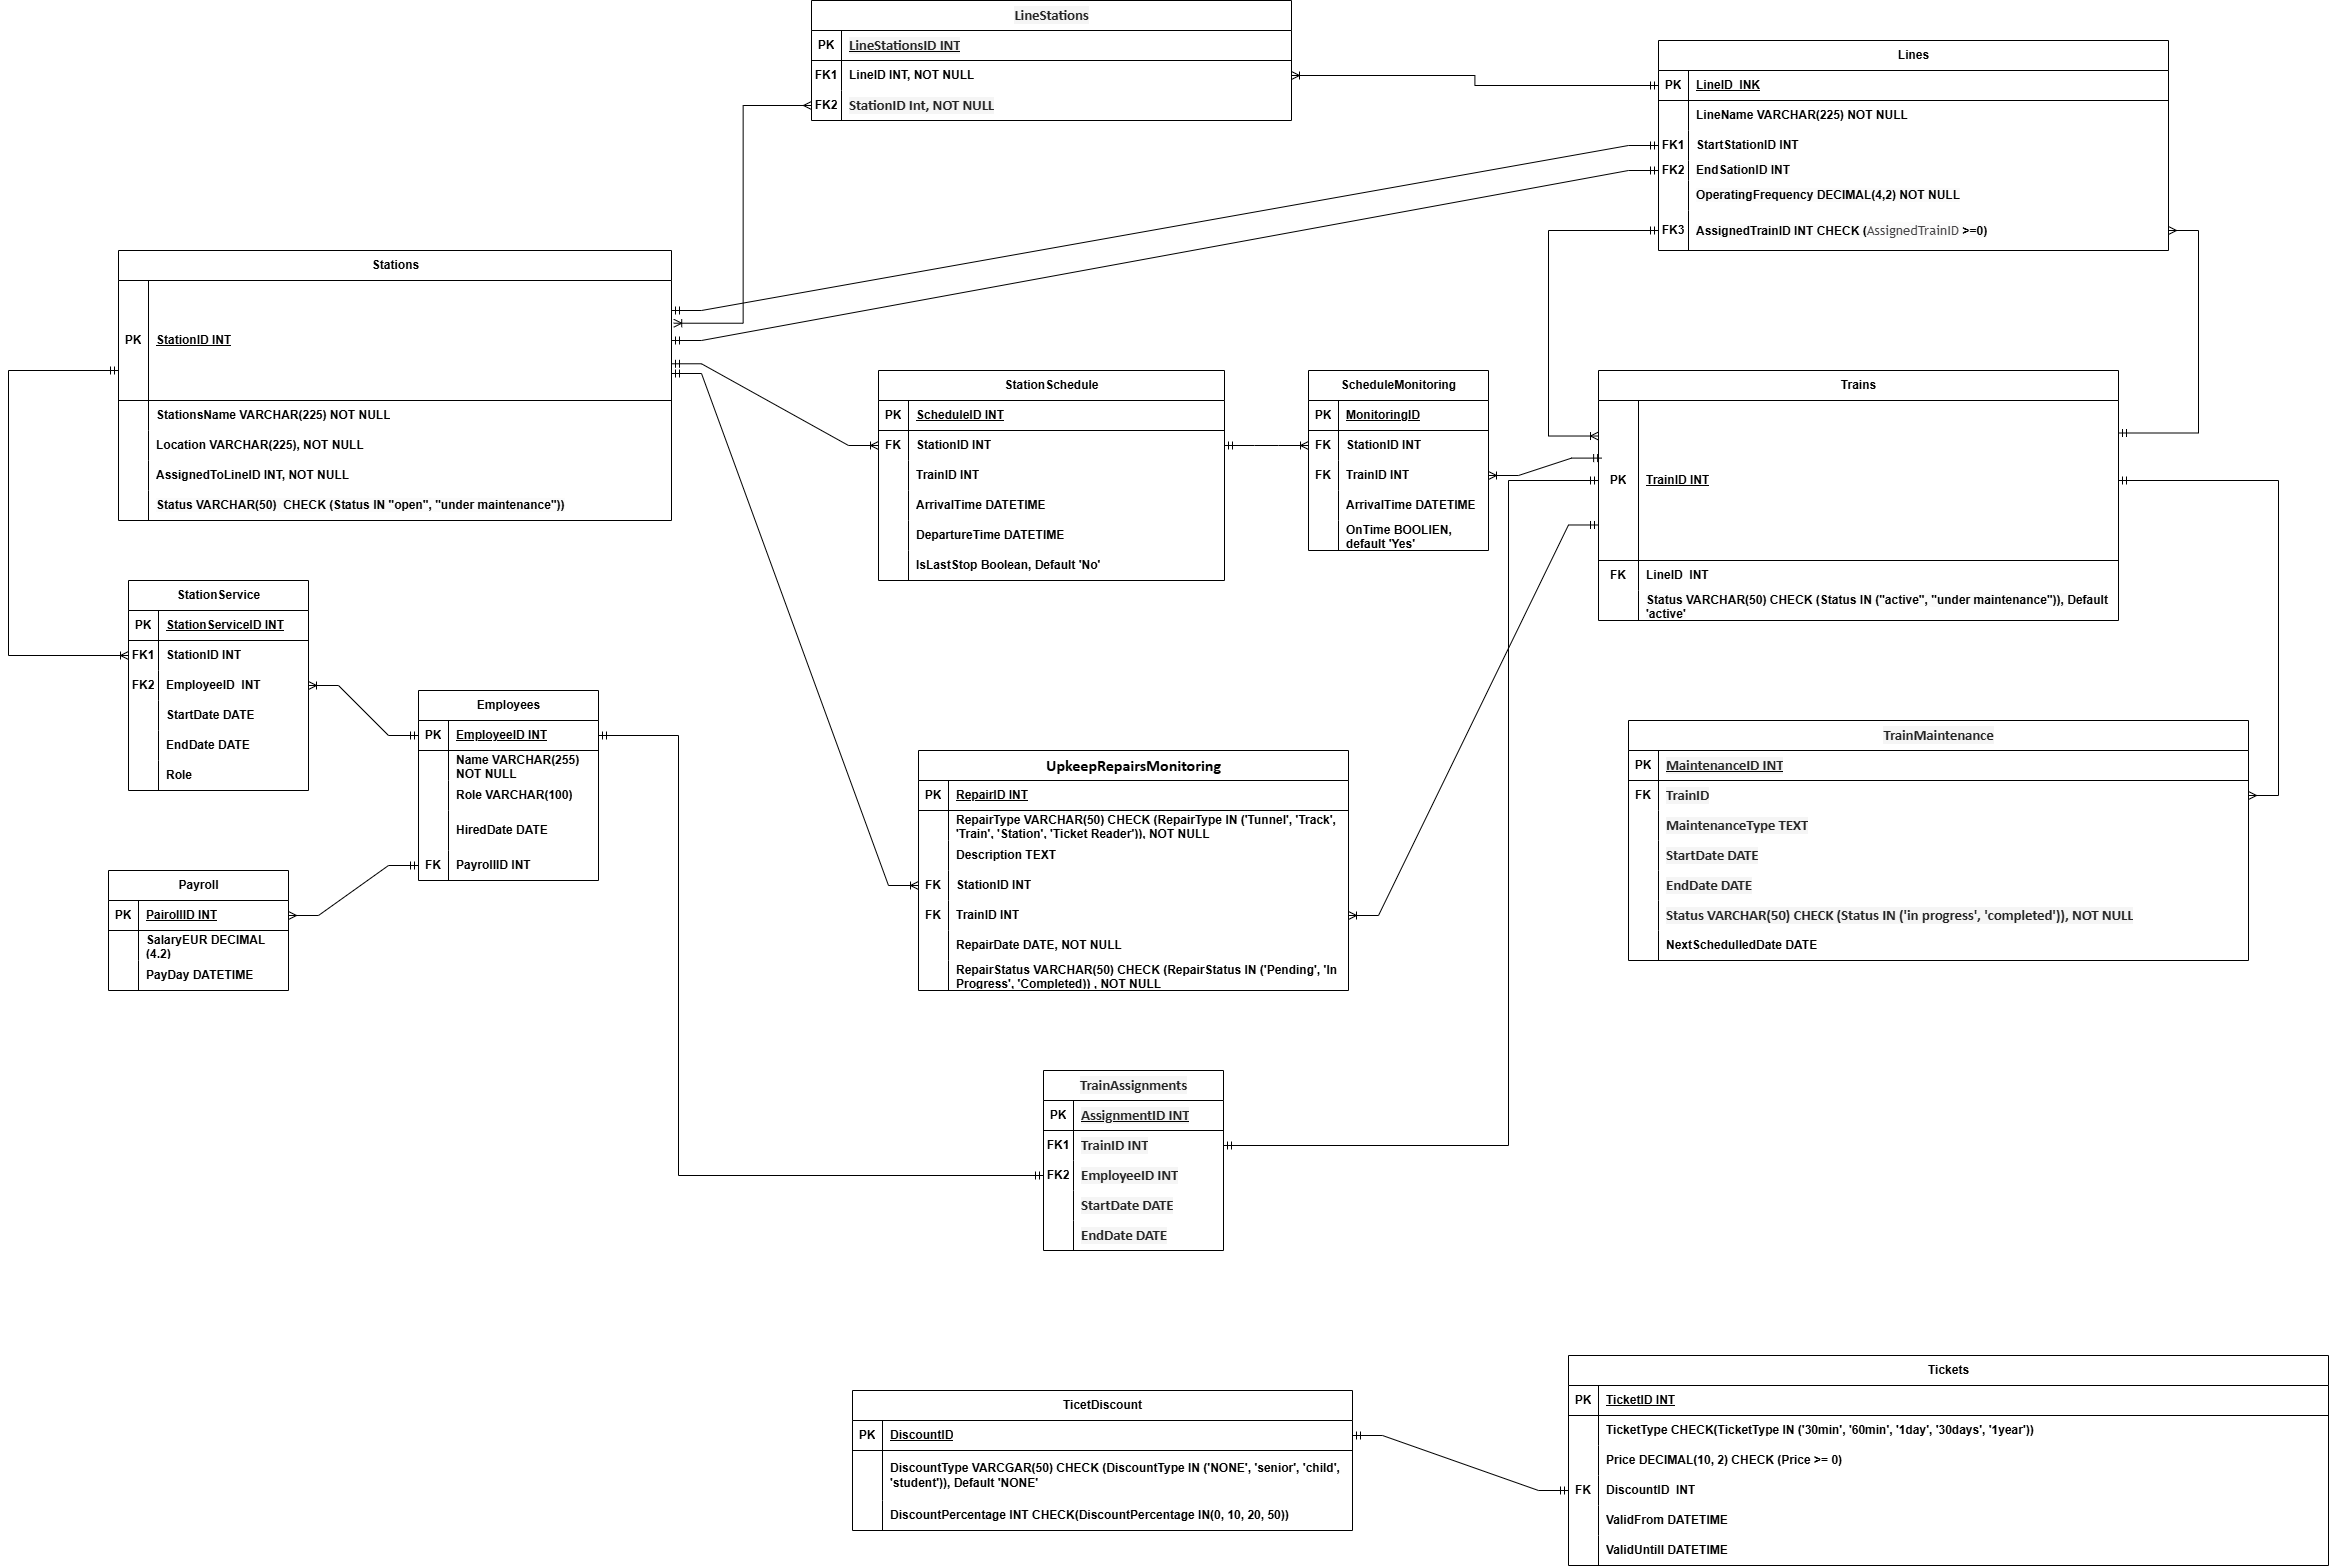 LineStations
PK LineStationsID INT
FK1 LineID INT, NOT NULL
FK2 StationID Int, NOT NULL
Lines
PK LineID  INK
LineName VARCHAR(225) NOT NULL
FK1 StartStationID INT
FK2 EndSationID INT
OperatingFrequency DECIMAL(4,2) NOT NULL
FK3 AssignedTrainID INT CHECK (AssignedTrainID >=0)
Stations
PK StationID INT
StationsName VARCHAR(225) NOT NULL
Location VARCHAR(225), NOT NULL
AssignedToLineID INT, NOT NULL
Status VARCHAR(50)  CHECK (Status IN "open", "under maintenance"))
StationSchedule
PK ScheduleID INT
FK StationID INT
TrainID INT
ArrivalTime DATETIME
DepartureTime DATETIME
IsLastStop Boolean, Default 'No'
ScheduleMonitoring
PK MonitoringID
FK StationID INT
FK TrainID INT
ArrivalTime DATETIME
OnTime BOOLIEN,
default 'Yes'
Trains
PK TrainID INT
FK LineID  INT
Status VARCHAR(50) CHECK (Status IN ("active", "under maintenance")), Default
'active'
StationService
PK StationServiceID INT
FK1 StationID INT
FK2 EmployeeID  INT
StartDate DATE
EndDate DATE
Role
Employees
PK EmployeeID INT
Name VARCHAR(255)
NOT NULL
Role VARCHAR(100)
HiredDate DATE
FK PayrollID INT
Payroll
PK PairollID INT
SalaryEUR DECIMAL
(4.2)
PayDay DATETIME
UpkeepRepairsMonitoring
PK RepairID INT
RepairType VARCHAR(50) CHECK (RepairType IN ('Tunnel', 'Track',
'Train', 'Station', 'Ticket Reader')), NOT NULL
Description TEXT
FK StationID INT
FK TrainID INT
RepairDate DATE, NOT NULL
RepairStatus VARCHAR(50) CHECK (RepairStatus IN ('Pending', 'In
Progress', 'Completed)) , NOT NULL
TrainMaintenance
PK MaintenanceID INT
FK TrainID
MaintenanceType TEXT
StartDate DATE
EndDate DATE
Status VARCHAR(50) CHECK (Status IN ('in progress', 'completed')), NOT NULL
NextSchedulledDate DATE
TrainAssignments
PK AssignmentID INT
FK1 TrainID INT
FK2 EmployeeID INT
StartDate DATE
EndDate DATE
TicetDiscount
PK DiscountID
DiscountType VARCGAR(50) CHECK (DiscountType IN ('NONE', 'senior', 'child',
'student')), Default 'NONE'
DiscountPercentage INT CHECK(DiscountPercentage IN(0, 10, 20, 50))
Tickets
PK TicketID INT
TicketType CHECK(TicketType IN ('30min', '60min', '1day', '30days', '1year'))
Price DECIMAL(10, 2) CHECK (Price >= 0)
FK DiscountID  INT
ValidFrom DATETIME
ValidUntill DATETIME